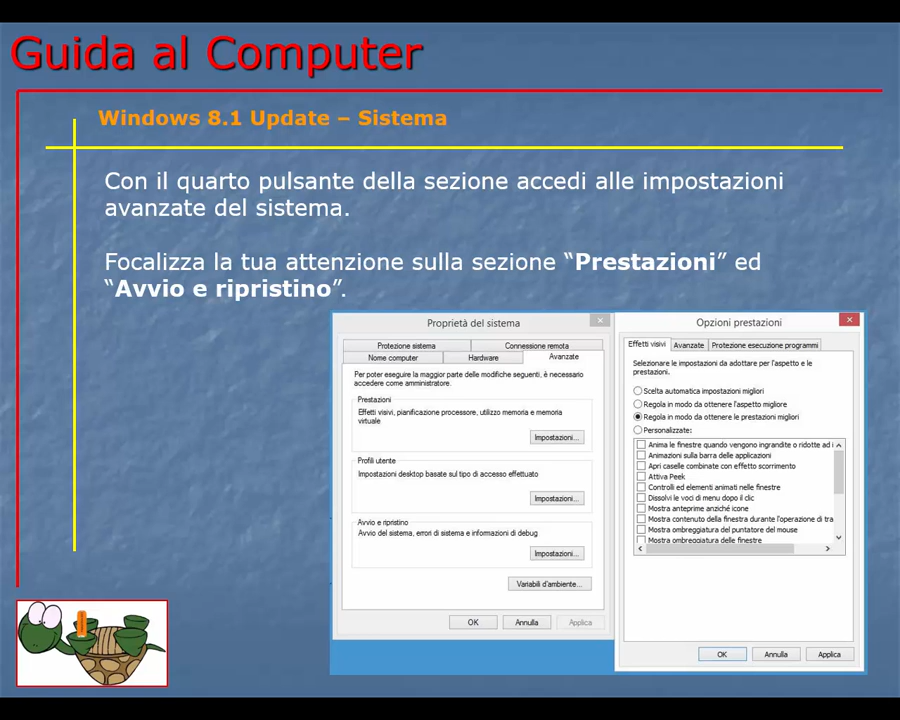 Guida al Computer
Windows 8.1 Update – Sistema
Con il quarto pulsante della sezione accedi alle impostazioni
avanzate del sistema.
Focalizza la tua attenzione sulla sezione “Prestazioni” ed
“Avvio e ripristino”.
Proprietà del sistema
Protezione sistema
Connessione remota
Nome computer
Hardware
Avanzate
Per poter eseguire la maggior parte delle modifiche seguenti, è necessario
accedere come amministratore.
Prestazioni
Effetti visivi, pianificazione processore, utilizzo memoria e memoria
virtuale
Impostazioni...
Profili utente
Impostazioni desktop basate sul tipo di accesso effettuato
Impostazioni...
Avvio e ripristino
Avvio del sistema, errori di sistema e informazioni di debug
Impostazioni...
Variabili d'ambiente...
OK
Annulla
Applica
Opzioni prestazioni
Effetti visivi
Avanzate
Protezione esecuzione programmi
Selezionare le impostazioni da adottare per l'aspetto e le
prestazioni.
Scelta automatica impostazioni migliori
Regola in modo da ottenere l'aspetto migliore
Regola in modo da ottenere le prestazioni migliori
Personalizzate:
Anima le finestre quando vengono ingrandite o ridotte ad i
Animazioni sulla barra delle applicazioni
Apri caselle combinate con effetto scorrimento
Attiva Peek
Controlli ed elementi animati nelle finestre
Dissolvi le voci di menu dopo il clic
Mostra anteprime anziché icone
Mostra contenuto della finestra durante l'operazione di tra
Mostra ombreggiatura del puntatore del mouse
Mostra ombreggiature delle finestre
OK
Annulla
Applica